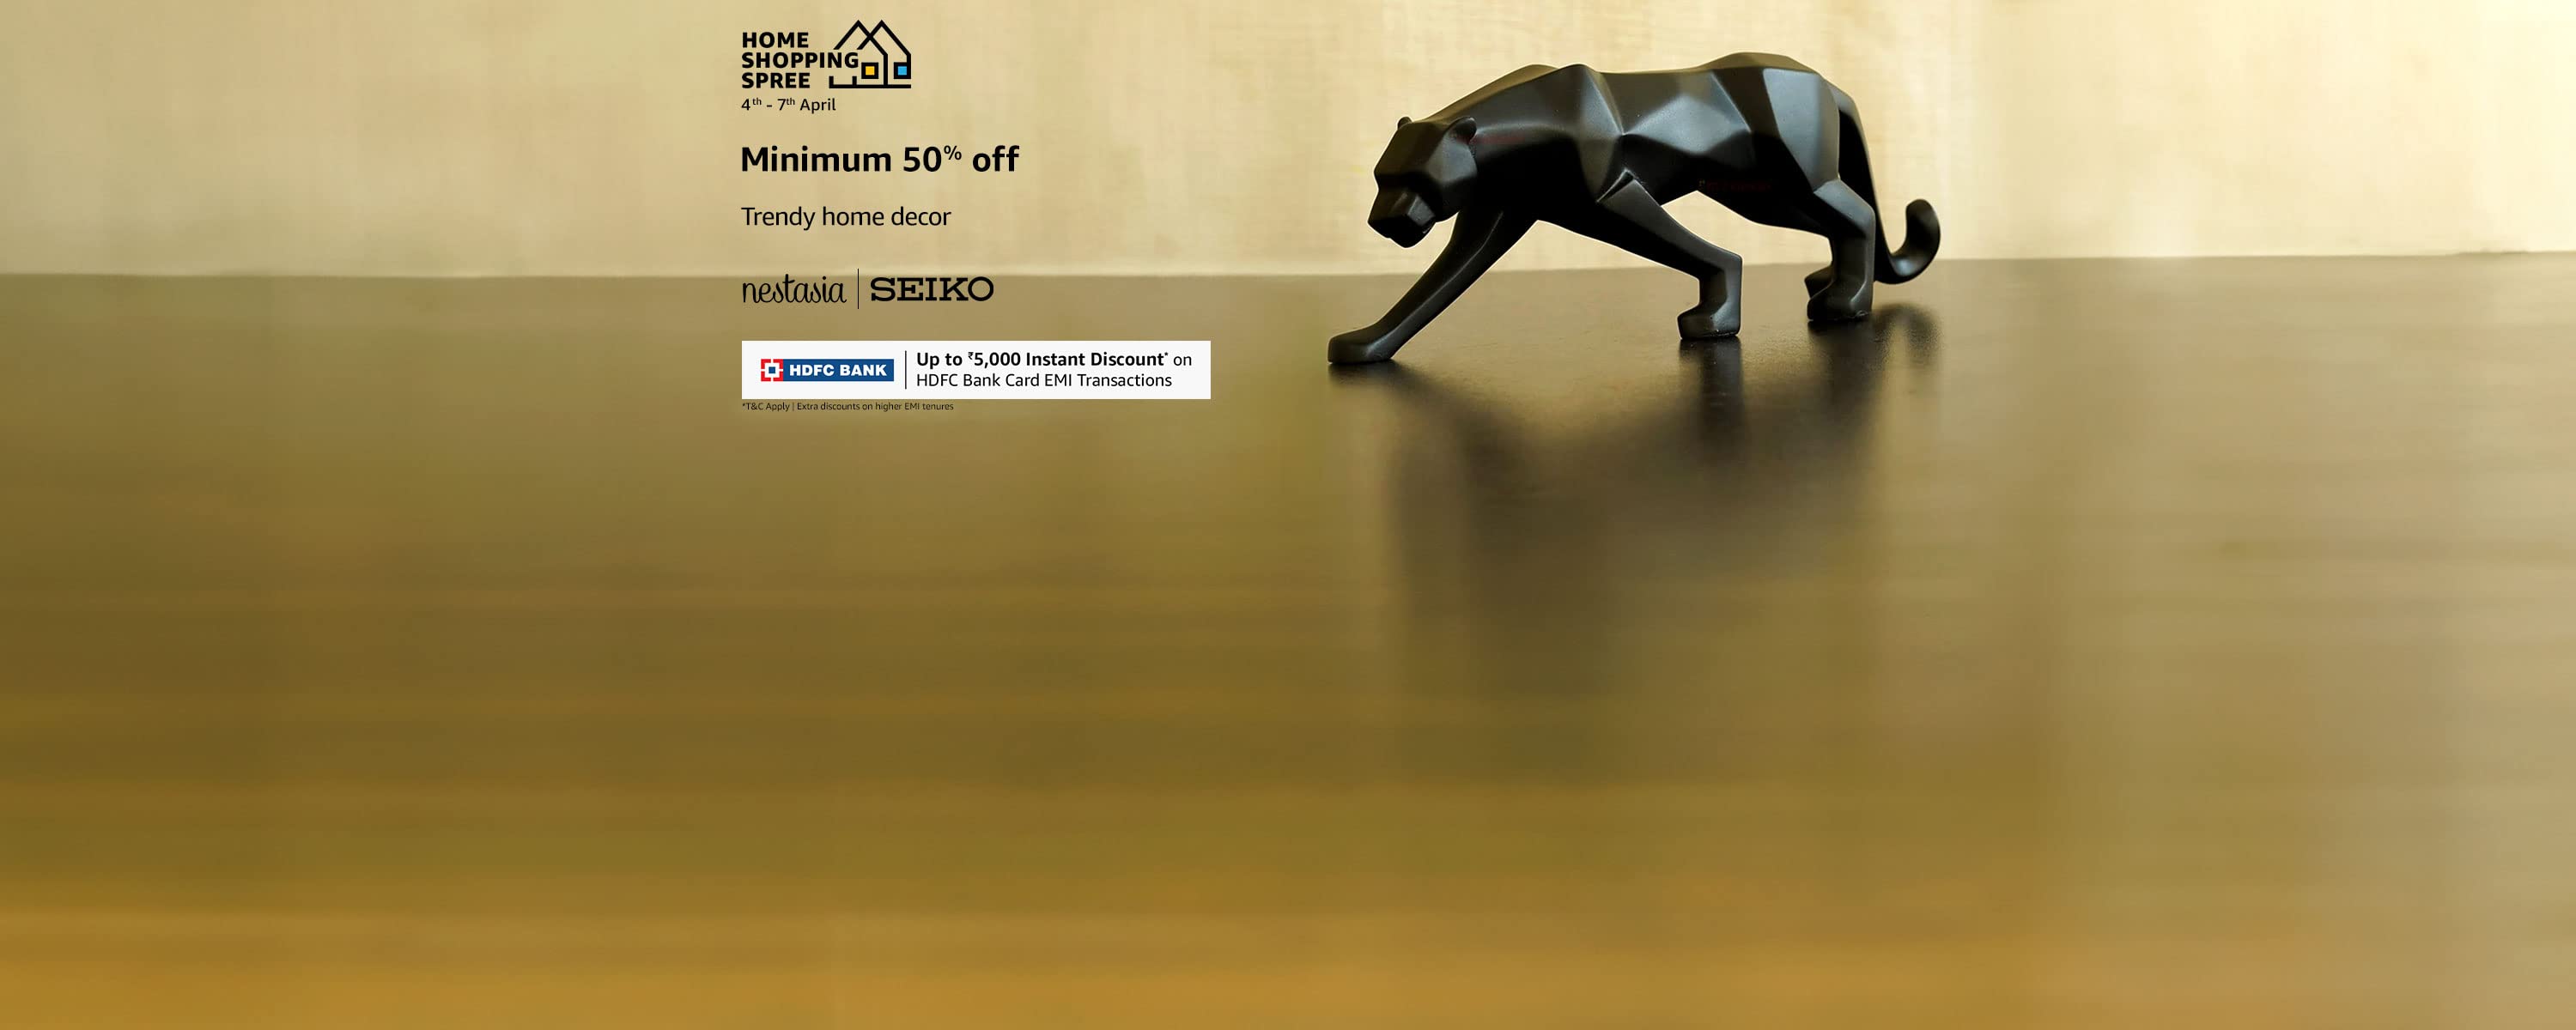 HOME
SHOPPING
SPREE
4th - 7th April
Minimum 50% off
Trendy home decor
nestasia | SEIKO
HDFC BANK | Up to ₹5,000 Instant Discount* on
HDFC Bank Card EMI Transactions
*T&C Apply | Extra discounts on higher EMI tenures